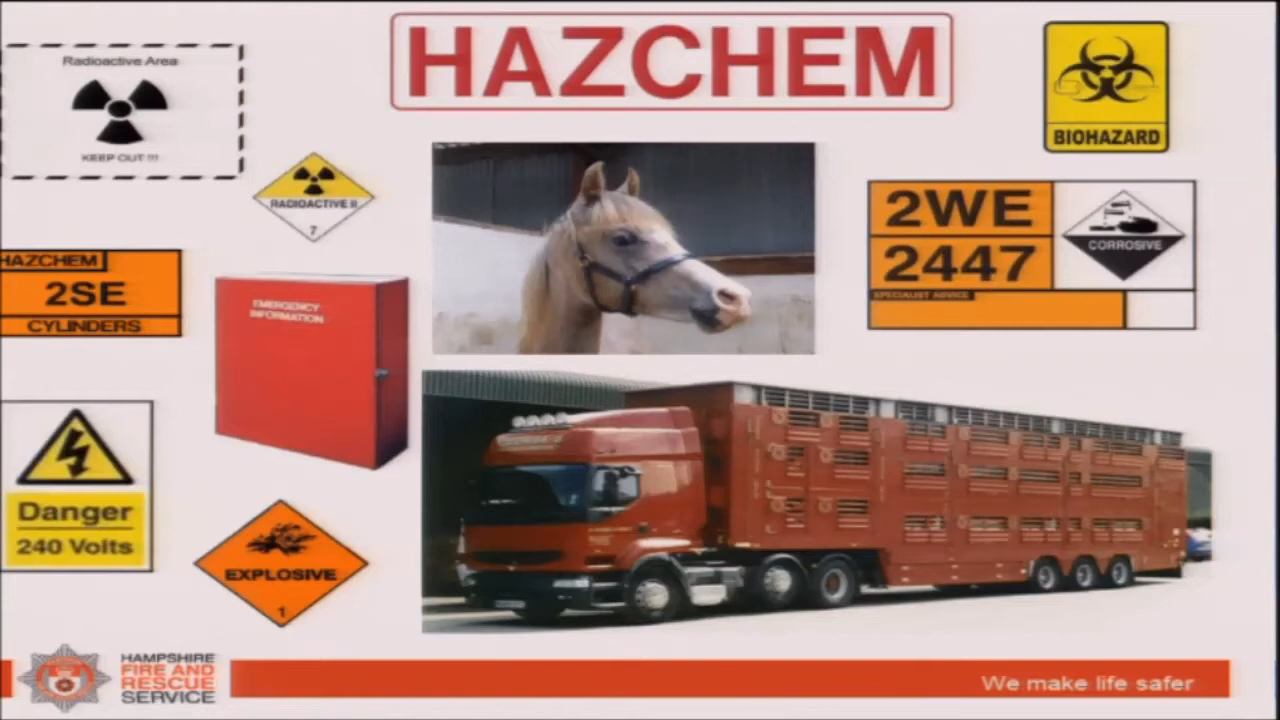 HAZCHEM
Radioactive Area
KEEP OUT !!!
BIOHAZARD
RADIOACTIVE II
7
2WE
2447
CORROSIVE
SPECIALIST ADVICE
HAZCHEM
2SE
CYLINDERS
EMERGENCY
INFORMATION
Danger
240 Volts
EXPLOSIVE
1
HAMPSHIRE
FIRE AND
RESCUE
SERVICE
We make life safer